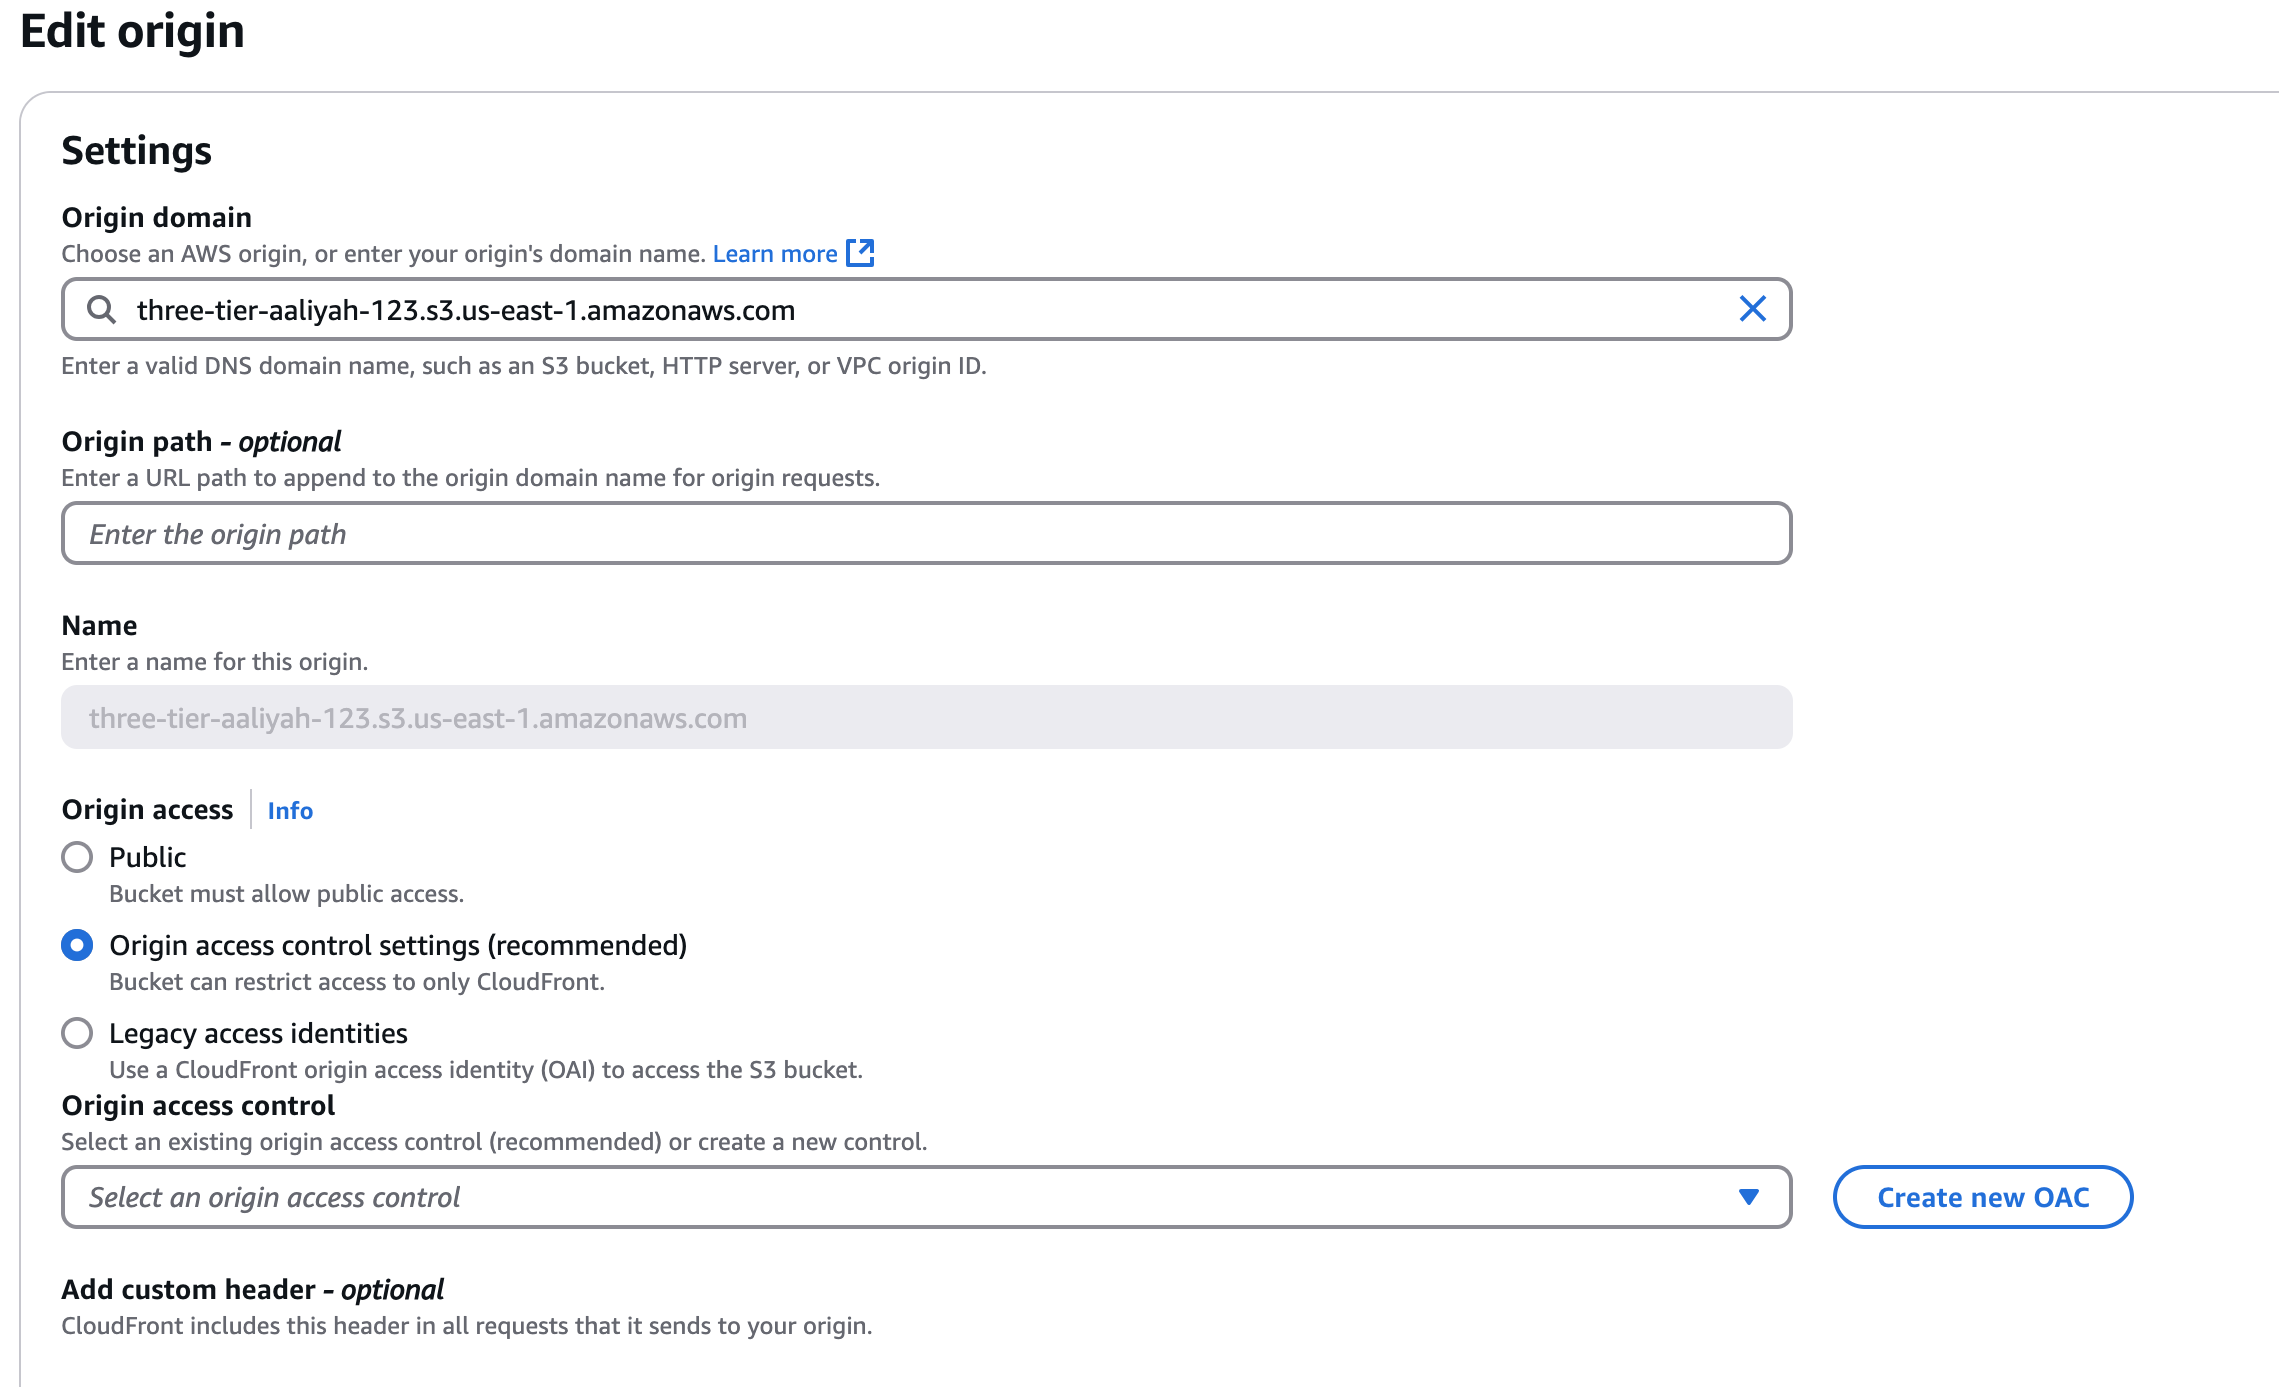 Edit origin
Settings
Origin domain
Choose an AWS origin, or enter your origin's domain name. Learn more
three-tier-aaliyah-123.s3.us-east-1.amazonaws.com
Enter a valid DNS domain name, such as an S3 bucket, HTTP server, or VPC origin ID.
Origin path - optional
Enter a URL path to append to the origin domain name for origin requests.
Enter the origin path
Name
Enter a name for this origin.
three-tier-aaliyah-123.s3.us-east-1.amazonaws.com
Origin access Info
Public
Bucket must allow public access.
Origin access control settings (recommended)
Bucket can restrict access to only CloudFront.
Legacy access identities
Use a CloudFront origin access identity (OAI) to access the S3 bucket.
Origin access control
Select an existing origin access control (recommended) or create a new control.
Select an origin access control Create new OAC
Add custom header - optional
CloudFront includes this header in all requests that it sends to your origin.